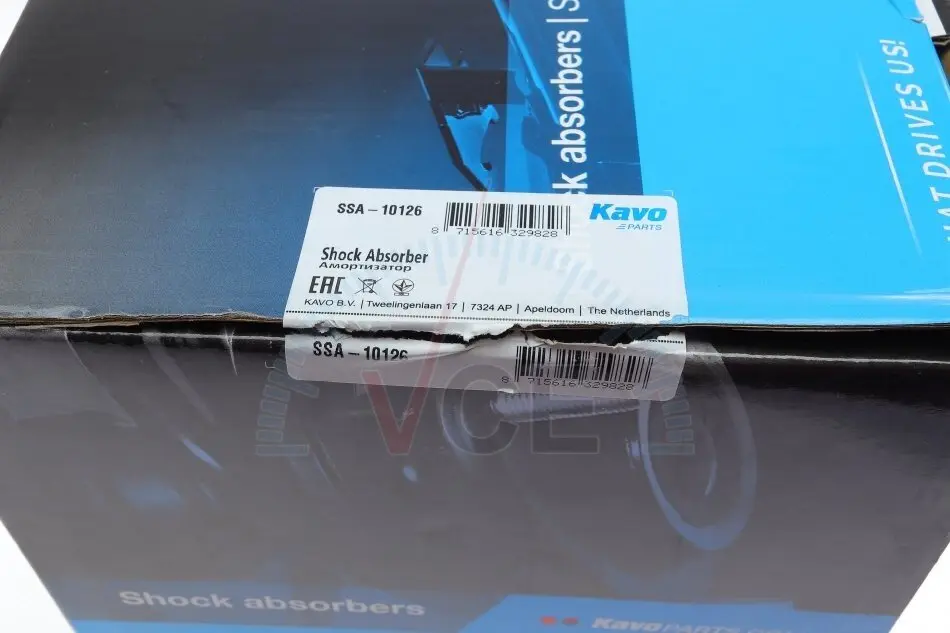 ck absorbers | S
AT DRIVES US!
SSA – 10126
8 715616 329828
Kavo
PARTS
Shock Absorber
Амортизатор
EAC
KAVO B.V. | Tweelingenlaan 17 | 7324 AP | Apeldoorn | The Netherlands
SSA – 10126
8 715616 329828
VCE
Shock absorbers
Kavo PARTS